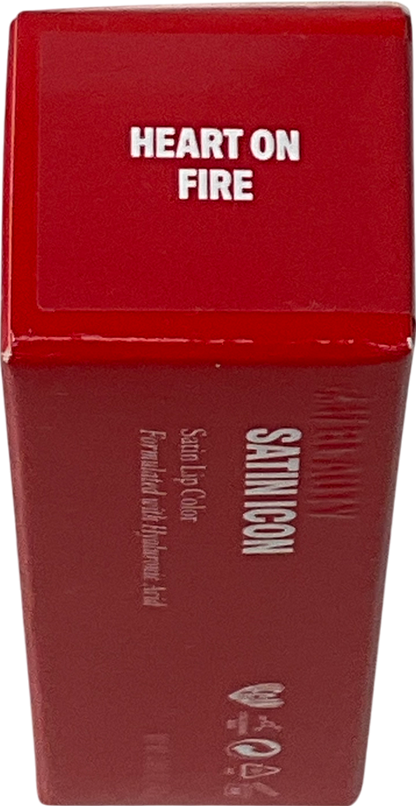 HEART ON
FIRE
SATIN ICON
Satin Lip Color
Formulated with Hyaluronic Acid